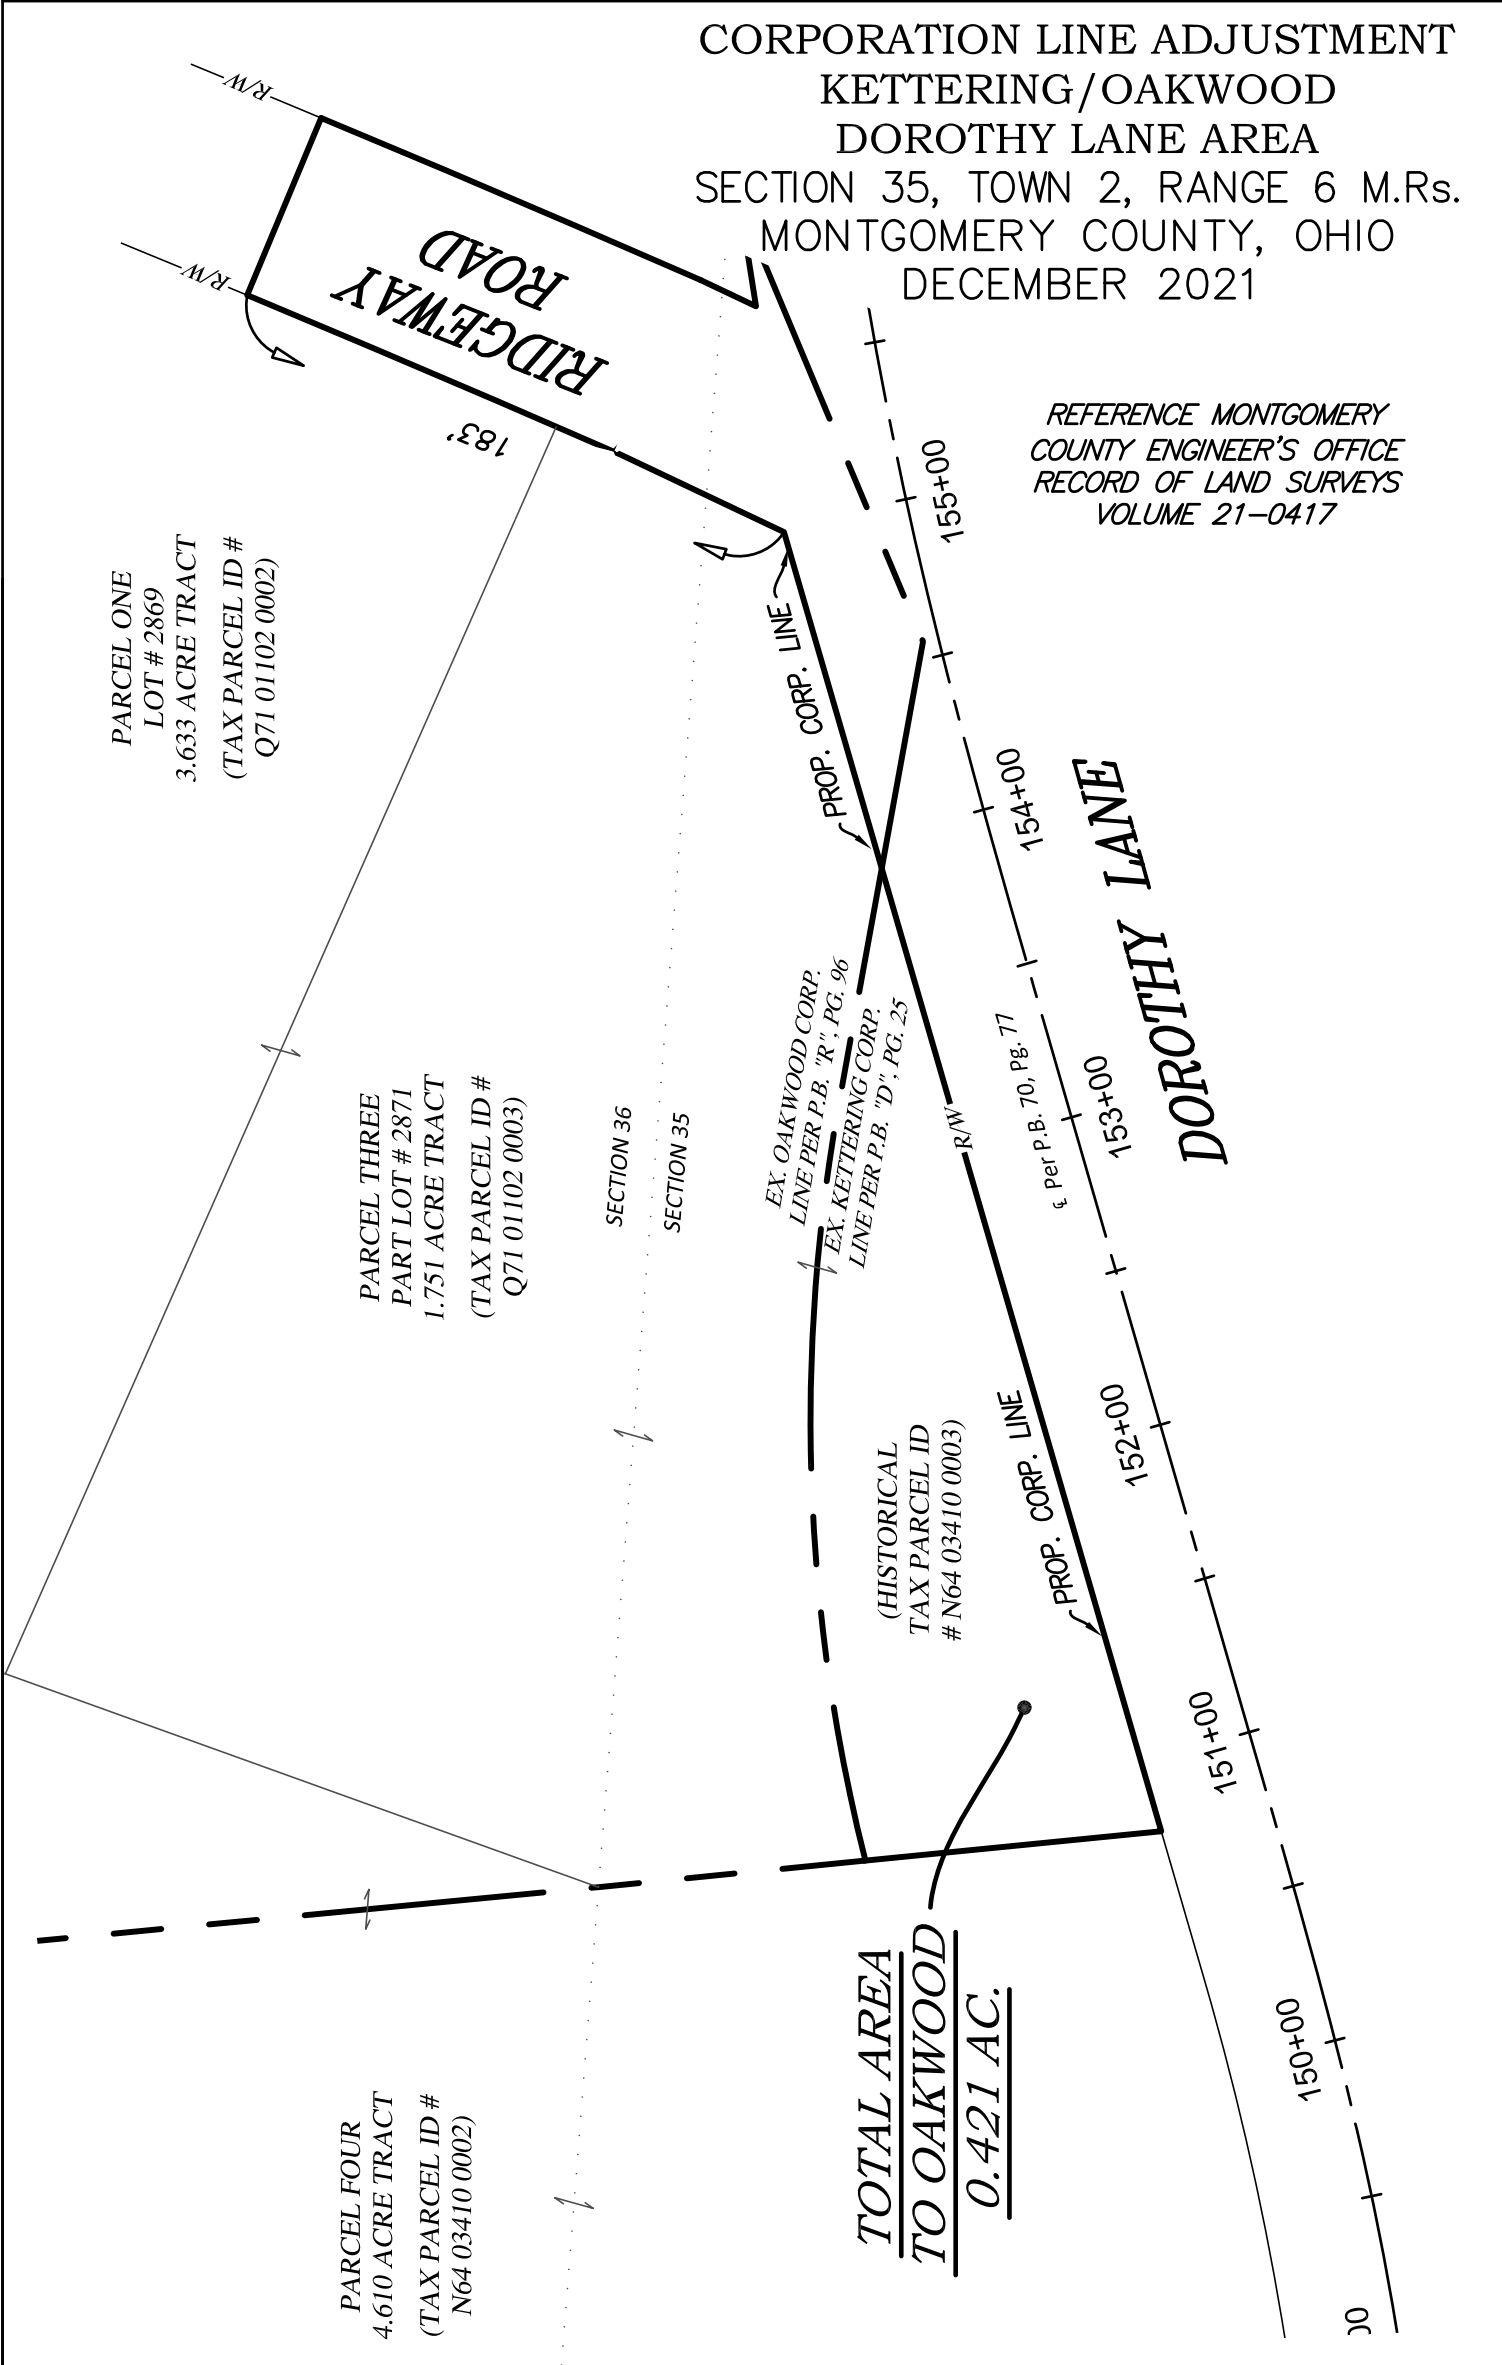 CORPORATION LINE ADJUSTMENT
KETTERING/OAKWOOD
DOROTHY LANE AREA
SECTION 35, TOWN 2, RANGE 6 M.Rs.
MONTGOMERY COUNTY, OHIO
DECEMBER 2021
REFERENCE MONTGOMERY
COUNTY ENGINEER'S OFFICE
RECORD OF LAND SURVEYS
VOLUME 21-0417
R/W
R/W
RIDGEWAY
ROAD
183'
PARCEL ONE
LOT # 2869
3.633 ACRE TRACT
(TAX PARCEL ID #
Q71 01102 0002)
PROP. CORP. LINE
155+00
154+00
DOROTHY LANE
PARCEL THREE
PART LOT # 2871
1.751 ACRE TRACT
(TAX PARCEL ID #
Q71 01102 0003)
SECTION 36
SECTION 35
EX. OAKWOOD CORP.
LINE PER P.B. "R", PG. 96
EX. KETTERING CORP.
LINE PER P.B. "D", PG. 25
R/W
℄ Per P.B. 70, Pg. 77
153+00
(HISTORICAL
TAX PARCEL ID
# N64 03410 0003)
PROP. CORP. LINE
152+00
151+00
TOTAL AREA
TO OAKWOOD
0.421 AC.
150+00
PARCEL FOUR
4.610 ACRE TRACT
(TAX PARCEL ID #
N64 03410 0002)
00